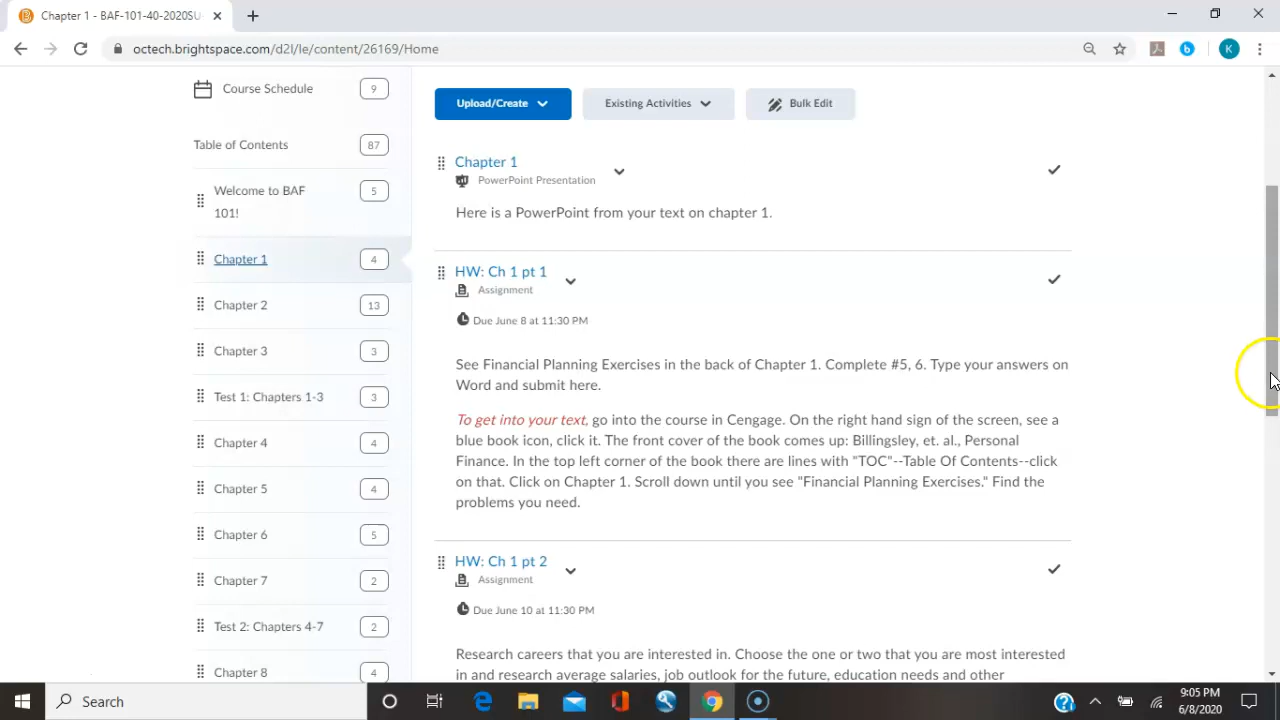 Chapter 1 - BAF-101-40-2020SU-
octech.brightspace.com/d2l/le/content/26169/Home
K
Course Schedule 9
Table of Contents 87
Welcome to BAF 101! 5
Chapter 1 4
Chapter 2 13
Chapter 3 3
Test 1: Chapters 1-3 3
Chapter 4 4
Chapter 5 4
Chapter 6 5
Chapter 7 2
Test 2: Chapters 4-7 2
Chapter 8 4
Upload/Create
Existing Activities
Bulk Edit
Chapter 1
PowerPoint Presentation
Here is a PowerPoint from your text on chapter 1.
HW: Ch 1 pt 1
Assignment
Due June 8 at 11:30 PM
See Financial Planning Exercises in the back of Chapter 1. Complete #5, 6. Type your answers on
Word and submit here.
To get into your text, go into the course in Cengage. On the right hand sign of the screen, see a
blue book icon, click it. The front cover of the book comes up: Billingsley, et. al., Personal
Finance. In the top left corner of the book there are lines with "TOC"--Table Of Contents--click
on that. Click on Chapter 1. Scroll down until you see "Financial Planning Exercises." Find the
problems you need.
HW: Ch 1 pt 2
Assignment
Due June 10 at 11:30 PM
Research careers that you are interested in. Choose the one or two that you are most interested
in and research average salaries, job outlook for the future, education needs and other
Search
9:05 PM
6/8/2020